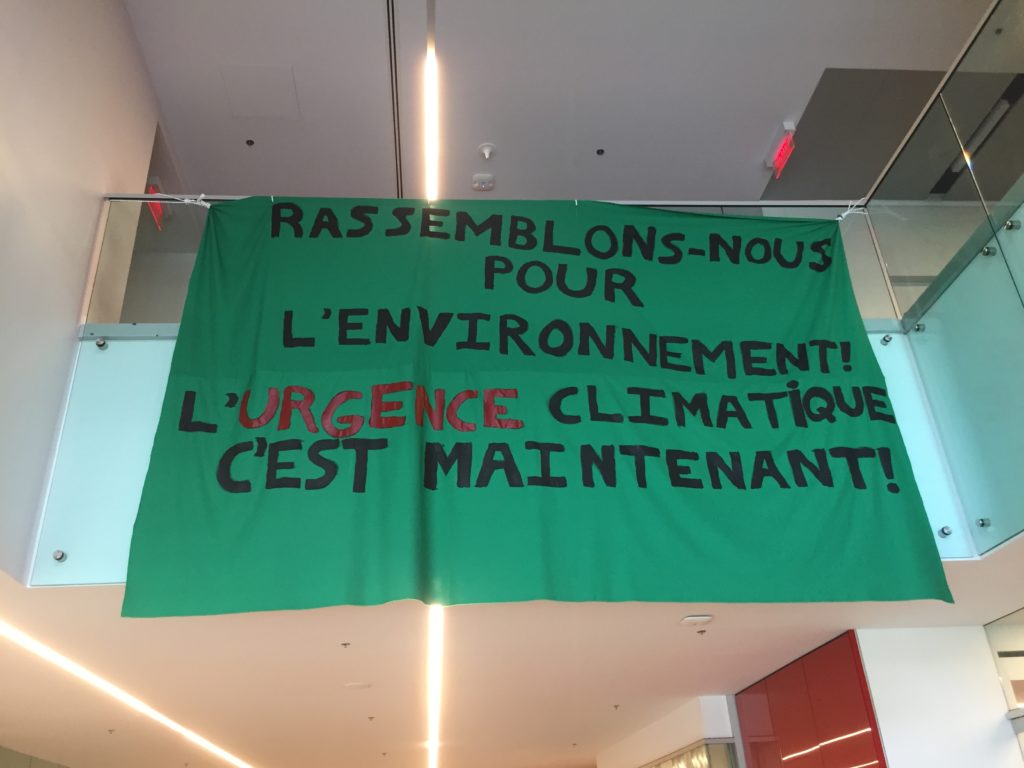 RASSEMBLONS-NOUS
POUR
L'ENVIRONNEMENT!
L'URGENCE CLIMATIQUE
C'EST MAINTENANT!